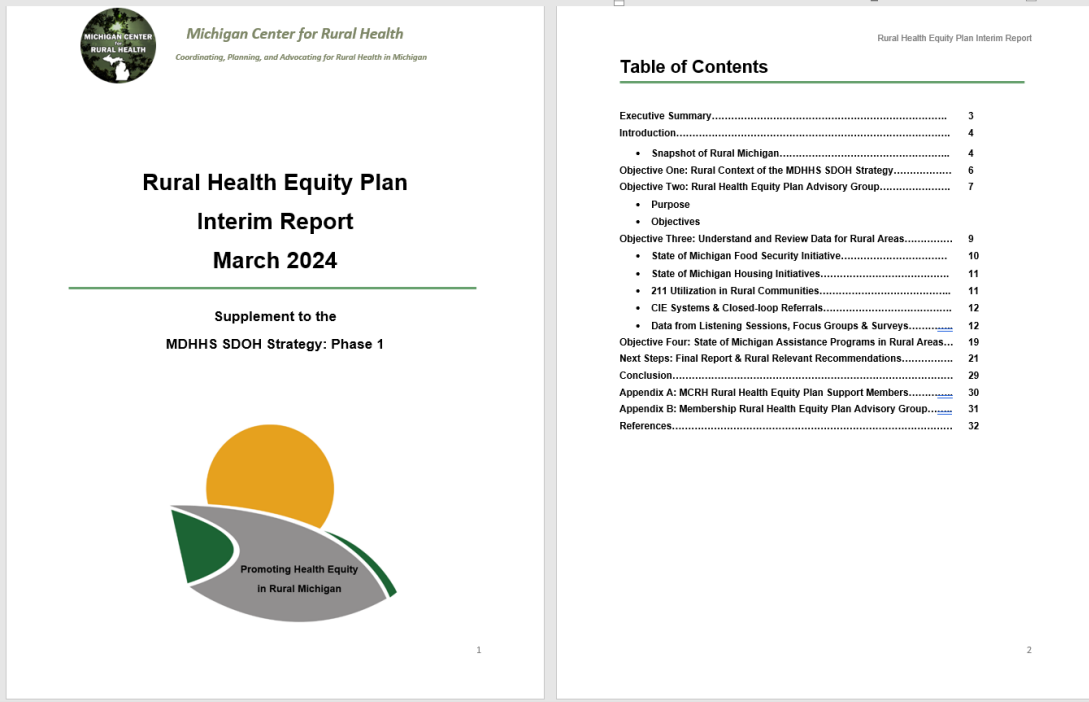 MICHIGAN CENTER
for
RURAL HEALTH
Michigan Center for Rural Health
Coordinating, Planning, and Advocating for Rural Health in Michigan
Rural Health Equity Plan
Interim Report
March 2024
Supplement to the
MDHHS SDOH Strategy: Phase 1
Promoting Health Equity
in Rural Michigan
1
Rural Health Equity Plan Interim Report
Table of Contents
Executive Summary.................................................................... 3
Introduction.................................................................... 4
• Snapshot of Rural Michigan.................................................... 4
Objective One: Rural Context of the MDHHS SDOH Strategy.................. 6
Objective Two: Rural Health Equity Plan Advisory Group...................... 7
• Purpose
• Objectives
Objective Three: Understand and Review Data for Rural Areas............... 9
• State of Michigan Food Security Initiative................................. 10
• State of Michigan Housing Initiatives........................................ 11
• 211 Utilization in Rural Communities......................................... 11
• CIE Systems & Closed-loop Referrals........................................ 12
• Data from Listening Sessions, Focus Groups & Surveys.............. 12
Objective Four: State of Michigan Assistance Programs in Rural Areas... 19
Next Steps: Final Report & Rural Relevant Recommendations................ 21
Conclusion.................................................................... 29
Appendix A: MCRH Rural Health Equity Plan Support Members.............. 30
Appendix B: Membership Rural Health Equity Plan Advisory Group........ 31
References.................................................................... 32
2